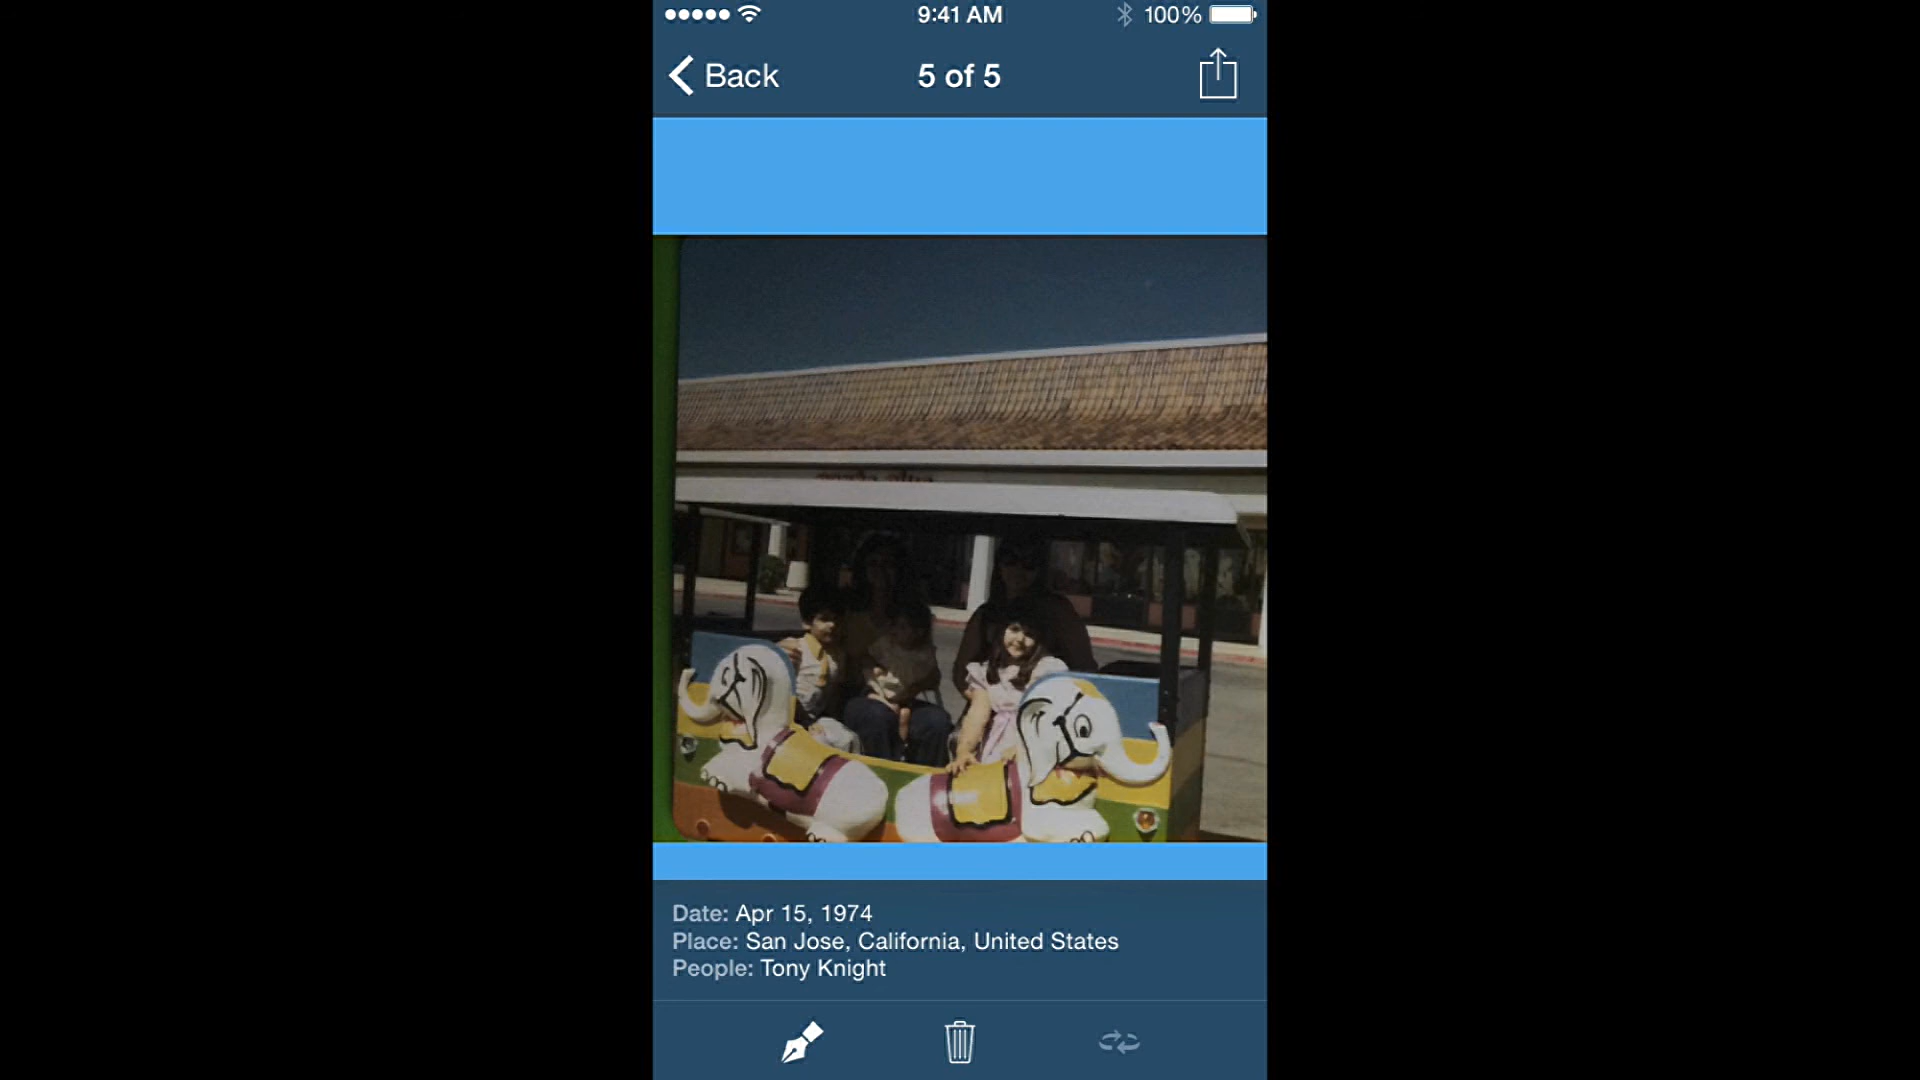 9:41 AM
100%
Back
5 of 5
Date: Apr 15, 1974
Place: San Jose, California, United States
People: Tony Knight